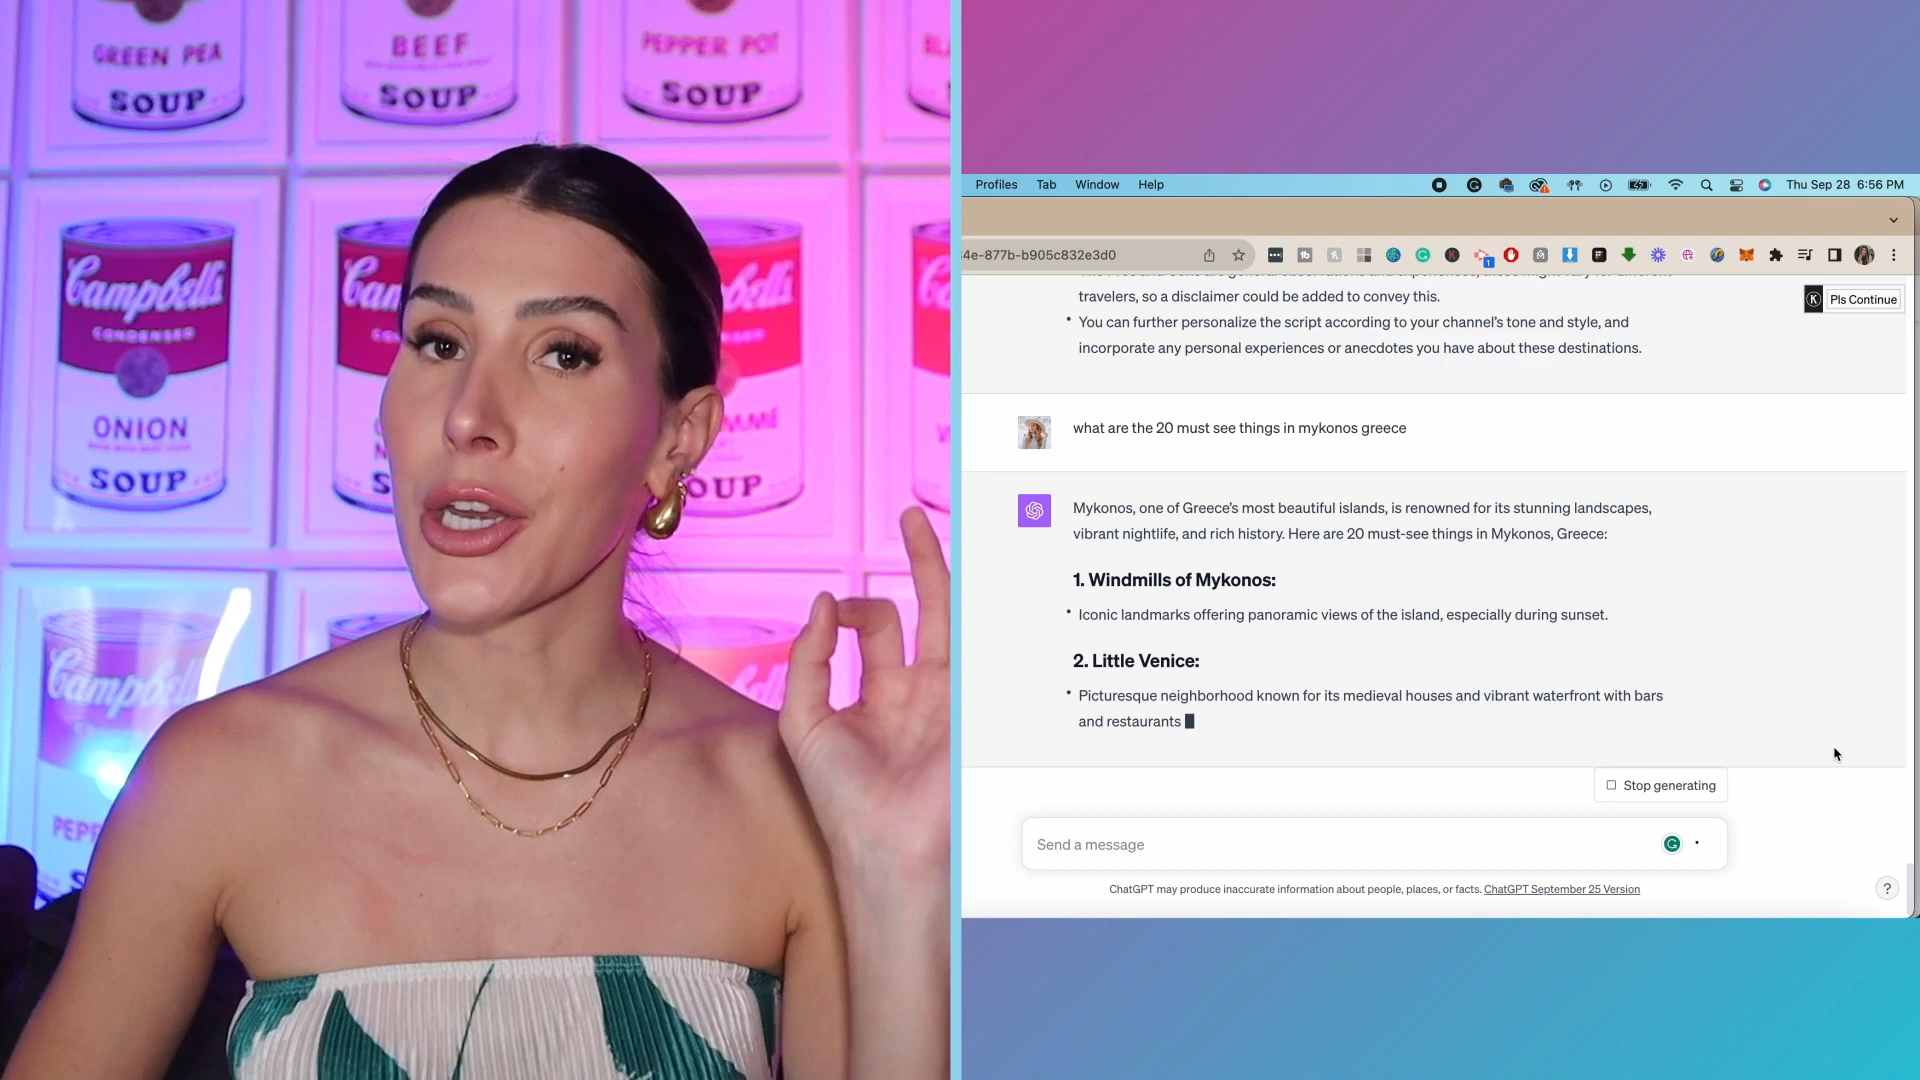 GREEN PEA
SOUP
BEEF
SOUP
PEPPER POT
SOUP
Campbell's
CONDENSED
ONION
SOUP
Campbell's
SOUP
Profiles Tab Window Help
Thu Sep 28 6:56 PM
4e-877b-b905c832e3d0
1
travelers, so a disclaimer could be added to convey this.
K Pls Continue
• You can further personalize the script according to your channel's tone and style, and
incorporate any personal experiences or anecdotes you have about these destinations.
what are the 20 must see things in mykonos greece
Mykonos, one of Greece's most beautiful islands, is renowned for its stunning landscapes,
vibrant nightlife, and rich history. Here are 20 must-see things in Mykonos, Greece:
1. Windmills of Mykonos:
• Iconic landmarks offering panoramic views of the island, especially during sunset.
2. Little Venice:
• Picturesque neighborhood known for its medieval houses and vibrant waterfront with bars
and restaurants
Stop generating
Send a message
ChatGPT may produce inaccurate information about people, places, or facts. ChatGPT September 25 Version
?